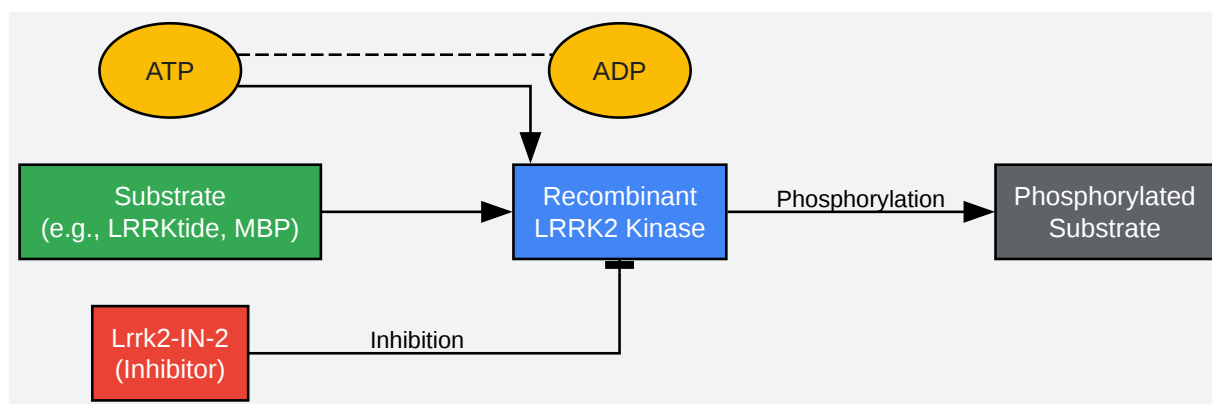 ATP
ADP
Substrate
(e.g., LRRKtide, MBP)
Recombinant
LRRK2 Kinase
Phosphorylation
Phosphorylated
Substrate
Lrrk2-IN-2
(Inhibitor)
Inhibition